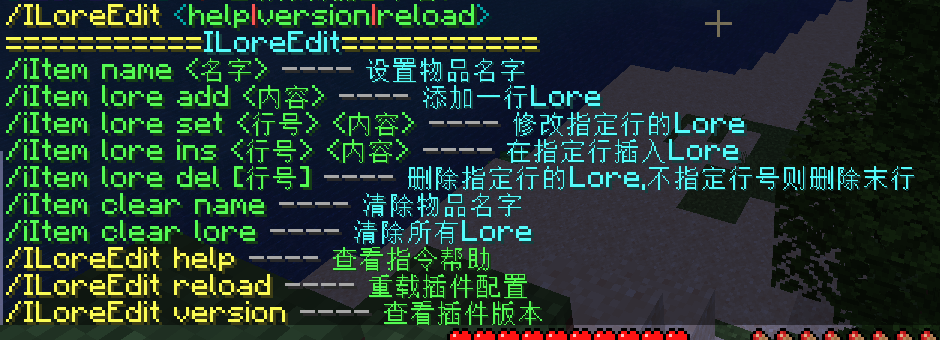 /ILoreEdit <help|version|reload>
===========ILoreEdit===========
/iItem name <名字> ---- 设置物品名字
/iItem lore add <内容> ---- 添加一行Lore
/iItem lore set <行号> <内容> ---- 修改指定行的Lore
/iItem lore ins <行号> <内容> ---- 在指定行插入Lore
/iItem lore del [行号] ---- 删除指定行的Lore,不指定行号则删除末行
/iItem clear name ---- 清除物品名字
/iItem clear lore ---- 清除所有Lore
/ILoreEdit help ---- 查看指令帮助
/ILoreEdit reload ---- 重载插件配置
/ILoreEdit version ---- 查看插件版本